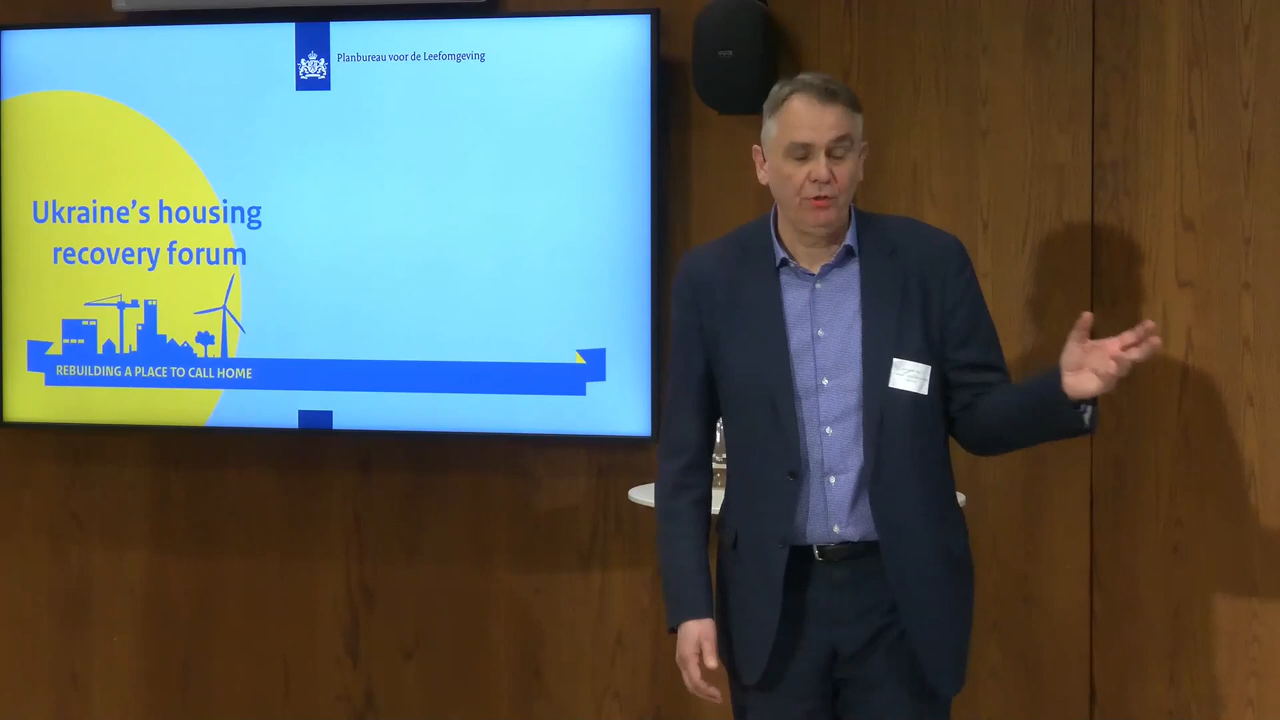 Planbureau voor de Leefomgeving
Ukraine's housing
recovery forum
REBUILDING A PLACE TO CALL HOME